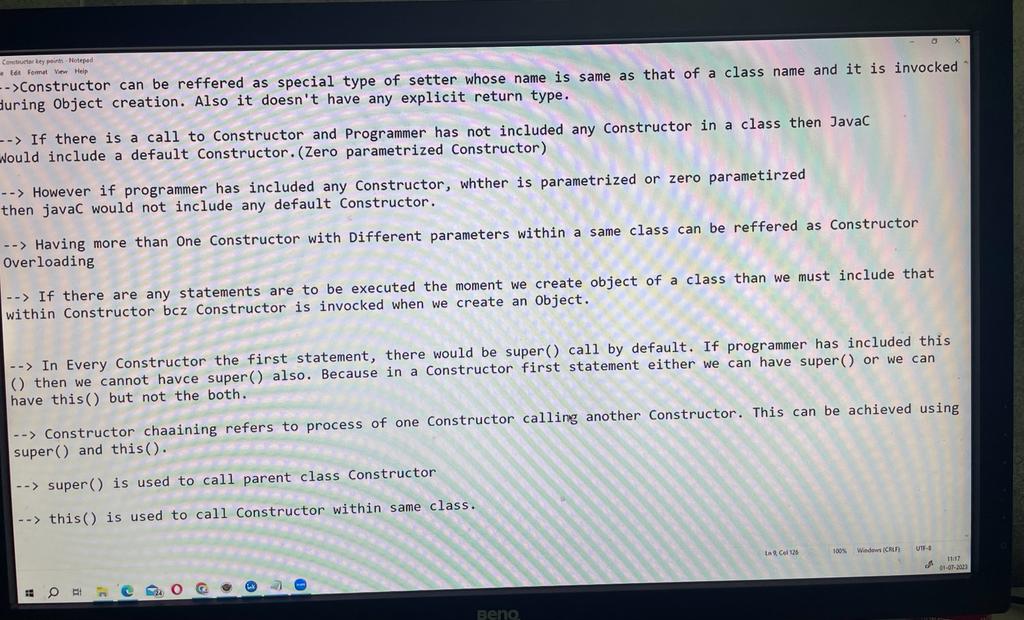 Constructor key points - Notepad
Edit Format View Help
-->Constructor can be reffered as special type of setter whose name is same as that of a class name and it is invocked
during Object creation. Also it doesn't have any explicit return type.
--> If there is a call to Constructor and Programmer has not included any Constructor in a class then JavaC
Would include a default Constructor.(Zero parametrized Constructor)
--> However if programmer has included any Constructor, whther is parametrized or zero parametirzed
then javaC would not include any default Constructor.
--> Having more than One Constructor with Different parameters within a same class can be reffered as Constructor
Overloading
--> If there are any statements are to be executed the moment we create object of a class than we must include that
within Constructor bcz Constructor is invocked when we create an Object.
--> In Every Constructor the first statement, there would be super() call by default. If programmer has included this
() then we cannot havce super() also. Because in a Constructor first statement either we can have super() or we can
have this() but not the both.
--> Constructor chaaining refers to process of one Constructor calling another Constructor. This can be achieved using
super() and this().
--> super() is used to call parent class Constructor
--> this() is used to call Constructor within same class.
Ln 9, Col 126 100% Windows (CRLF) UTF-8
11:17
01-07-2023
BenQ